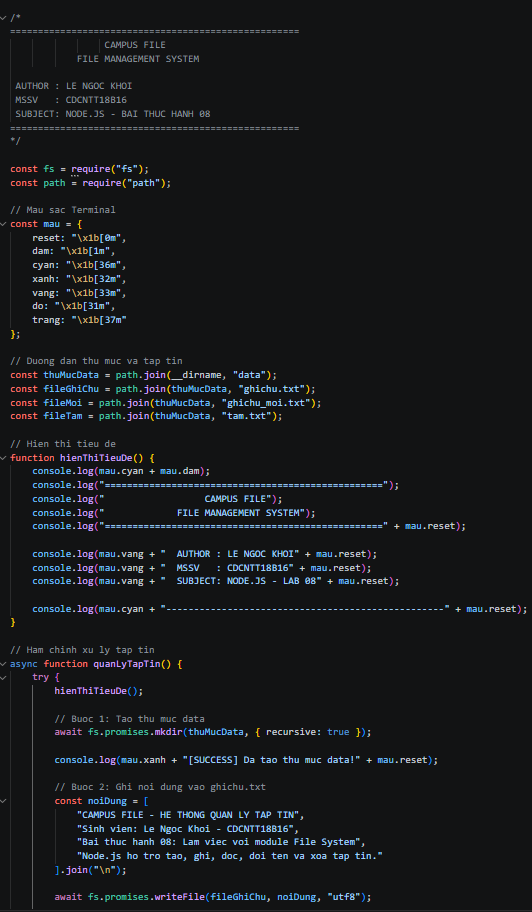 /*
====================================================
CAMPUS FILE
FILE MANAGEMENT SYSTEM

AUTHOR : LE NGOC KHOI
MSSV   : CDCNTT18B16
SUBJECT: NODE.JS - BAI THUC HANH 08
====================================================
*/

const fs = require("fs");
const path = require("path");

// Mau sac Terminal
const mau = {
    reset: "\x1b[0m",
    dam: "\x1b[1m",
    cyan: "\x1b[36m",
    xanh: "\x1b[32m",
    vang: "\x1b[33m",
    do: "\x1b[31m",
    trang: "\x1b[37m"
};

// Duong dan thu muc va tap tin
const thuMucData = path.join(__dirname, "data");
const fileGhiChu = path.join(thuMucData, "ghichu.txt");
const fileMoi = path.join(thuMucData, "ghichu_moi.txt");
const fileTam = path.join(thuMucData, "tam.txt");

// Hien thi tieu de
function hienThiTieuDe() {
    console.log(mau.cyan + mau.dam);
    console.log("==================================================");
    console.log("                  CAMPUS FILE");
    console.log("             FILE MANAGEMENT SYSTEM");
    console.log("==================================================" + mau.reset);

    console.log(mau.vang + "  AUTHOR : LE NGOC KHOI" + mau.reset);
    console.log(mau.vang + "  MSSV   : CDCNTT18B16" + mau.reset);
    console.log(mau.vang + "  SUBJECT: NODE.JS - LAB 08" + mau.reset);

    console.log(mau.cyan + "--------------------------------------------------" + mau.reset);
}

// Ham chinh xu ly tap tin
async function quanLyTapTin() {
    try {
        hienThiTieuDe();

        // Buoc 1: Tao thu muc data
        await fs.promises.mkdir(thuMucData, { recursive: true });

        console.log(mau.xanh + "[SUCCESS] Da tao thu muc data!" + mau.reset);

        // Buoc 2: Ghi noi dung vao ghichu.txt
        const noiDung = [
            "CAMPUS FILE - HE THONG QUAN LY TAP TIN",
            "Sinh vien: Le Ngoc Khoi - CDCNTT18B16",
            "Bai thuc hanh 08: Lam viec voi module File System",
            "Node.js ho tro tao, ghi, doc, doi ten va xoa tap tin."
        ].join("\n");

        await fs.promises.writeFile(fileGhiChu, noiDung, "utf8");